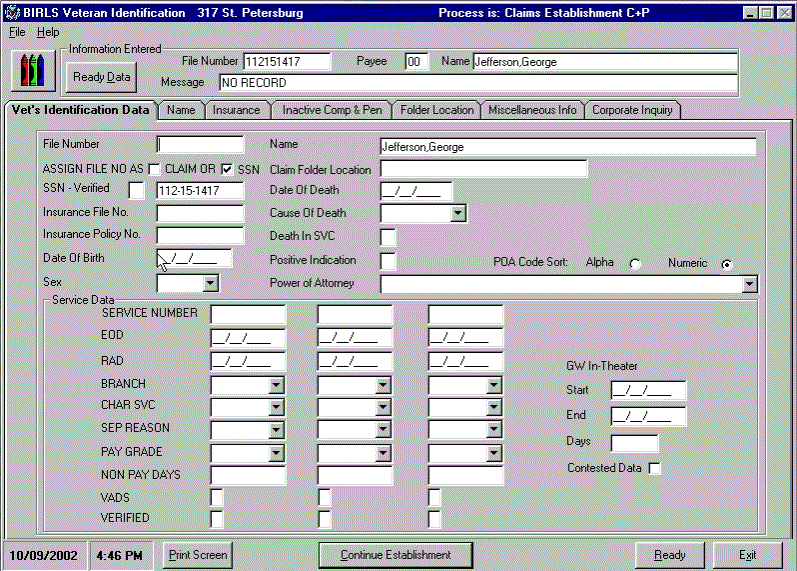 BIRLS Veteran Identification 317 St. Petersburg Process is: Claims Establishment C+P
File Help
Information Entered
Ready Data File Number 112151417 Payee 00 Name Jefferson,George
Message NO RECORD
Vet's Identification Data Name Insurance Inactive Comp & Pen Folder Location Miscellaneous Info Corporate Inquiry
File Number Name Jefferson,George
ASSIGN FILE NO AS CLAIM OR SSN Claim Folder Location
SSN - Verified 112-15-1417 Date Of Death __/__/____
Insurance File No. Cause Of Death
Insurance Policy No. Death In SVC
Date Of Birth __/__/____ Positive Indication POA Code Sort: Alpha Numeric
Sex Power of Attorney
Service Data
SERVICE NUMBER
EOD __/__/____ __/__/____ __/__/____
RAD __/__/____ __/__/____ __/__/____
GW In-Theater
BRANCH Start __/__/____
CHAR SVC End __/__/____
SEP REASON
Days
PAY GRADE
Contested Data
NON PAY DAYS
VADS
VERIFIED
10/09/2002 4:46 PM Print Screen Continue Establishment Ready Exit